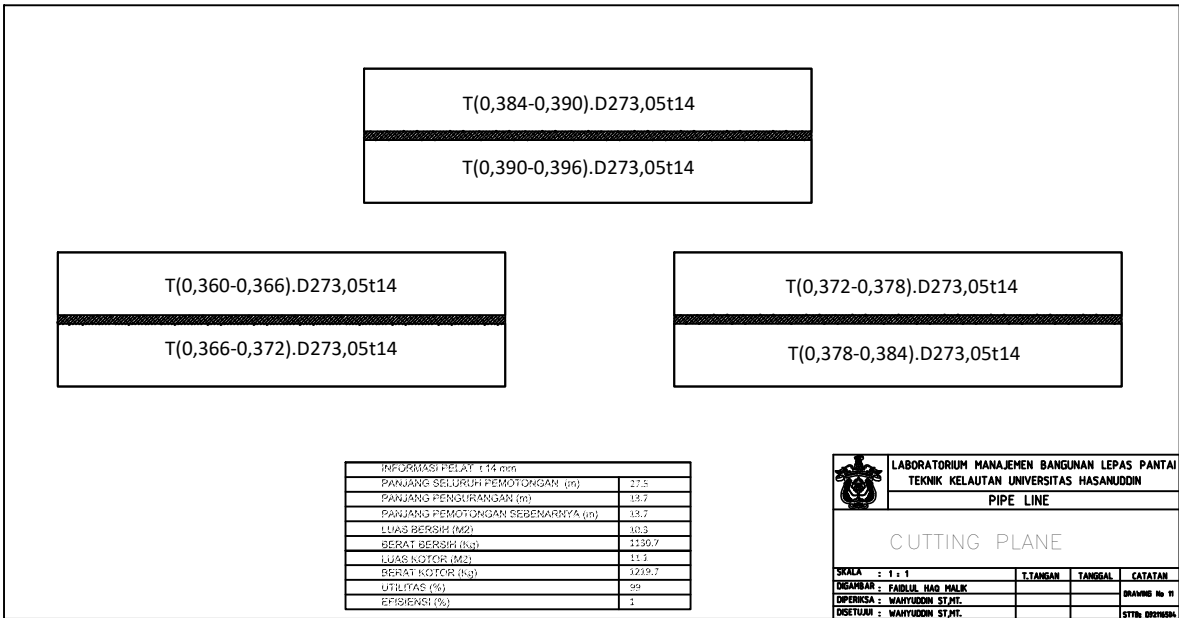 T(0,384-0,390).D273,05t14
T(0,390-0,396).D273,05t14
T(0,360-0,366).D273,05t14
T(0,366-0,372).D273,05t14
T(0,372-0,378).D273,05t14
T(0,378-0,384).D273,05t14
INFORMASI PELAT t 14 mm
PANJANG SELURUH PEMOTONGAN (m) 27.5
PANJANG PENGURANGAN (m) 13.7
PANJANG PEMOTONGAN SEBENARNYA (m) 13.7
LUAS BERSIH (M2) 10.3
BERAT BERSIH (Kg)
LUAS KOTOR (M2)
BERAT KOTOR (Kg)
UTILITAS (%) 99
EFISIENSI (%) 1
LABORATORIUM MANAJEMEN BANGUNAN LEPAS PANTAI
TEKNIK KELAUTAN UNIVERSITAS HASANUDDIN
PIPE LINE
CUTTING PLANE
SKALA : 1 : 1 T.TANGAN TANGGAL CATATAN
DIGAMBAR : FAIDLUL HAQ MALIK
DRAWING No 11
DIPERIKSA : WAHYUDDIN ST,MT.
DISETUJUI : WAHYUDDIN ST,MT.